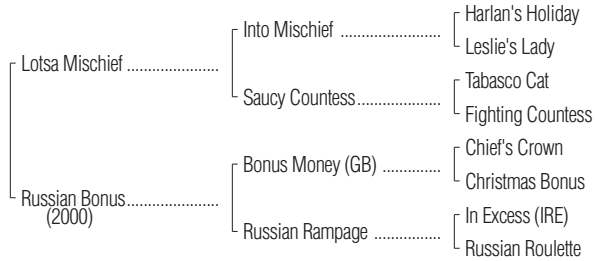 Harlan's Holiday
Into Mischief ......................
Leslie's Lady
Lotsa Mischief ....................
Tabasco Cat
Saucy Countess ..................
Fighting Countess
Chief's Crown
Bonus Money (GB) .............
Christmas Bonus
Russian Bonus ....................
(2000)
In Excess (IRE)
Russian Rampage ...............
Russian Roulette